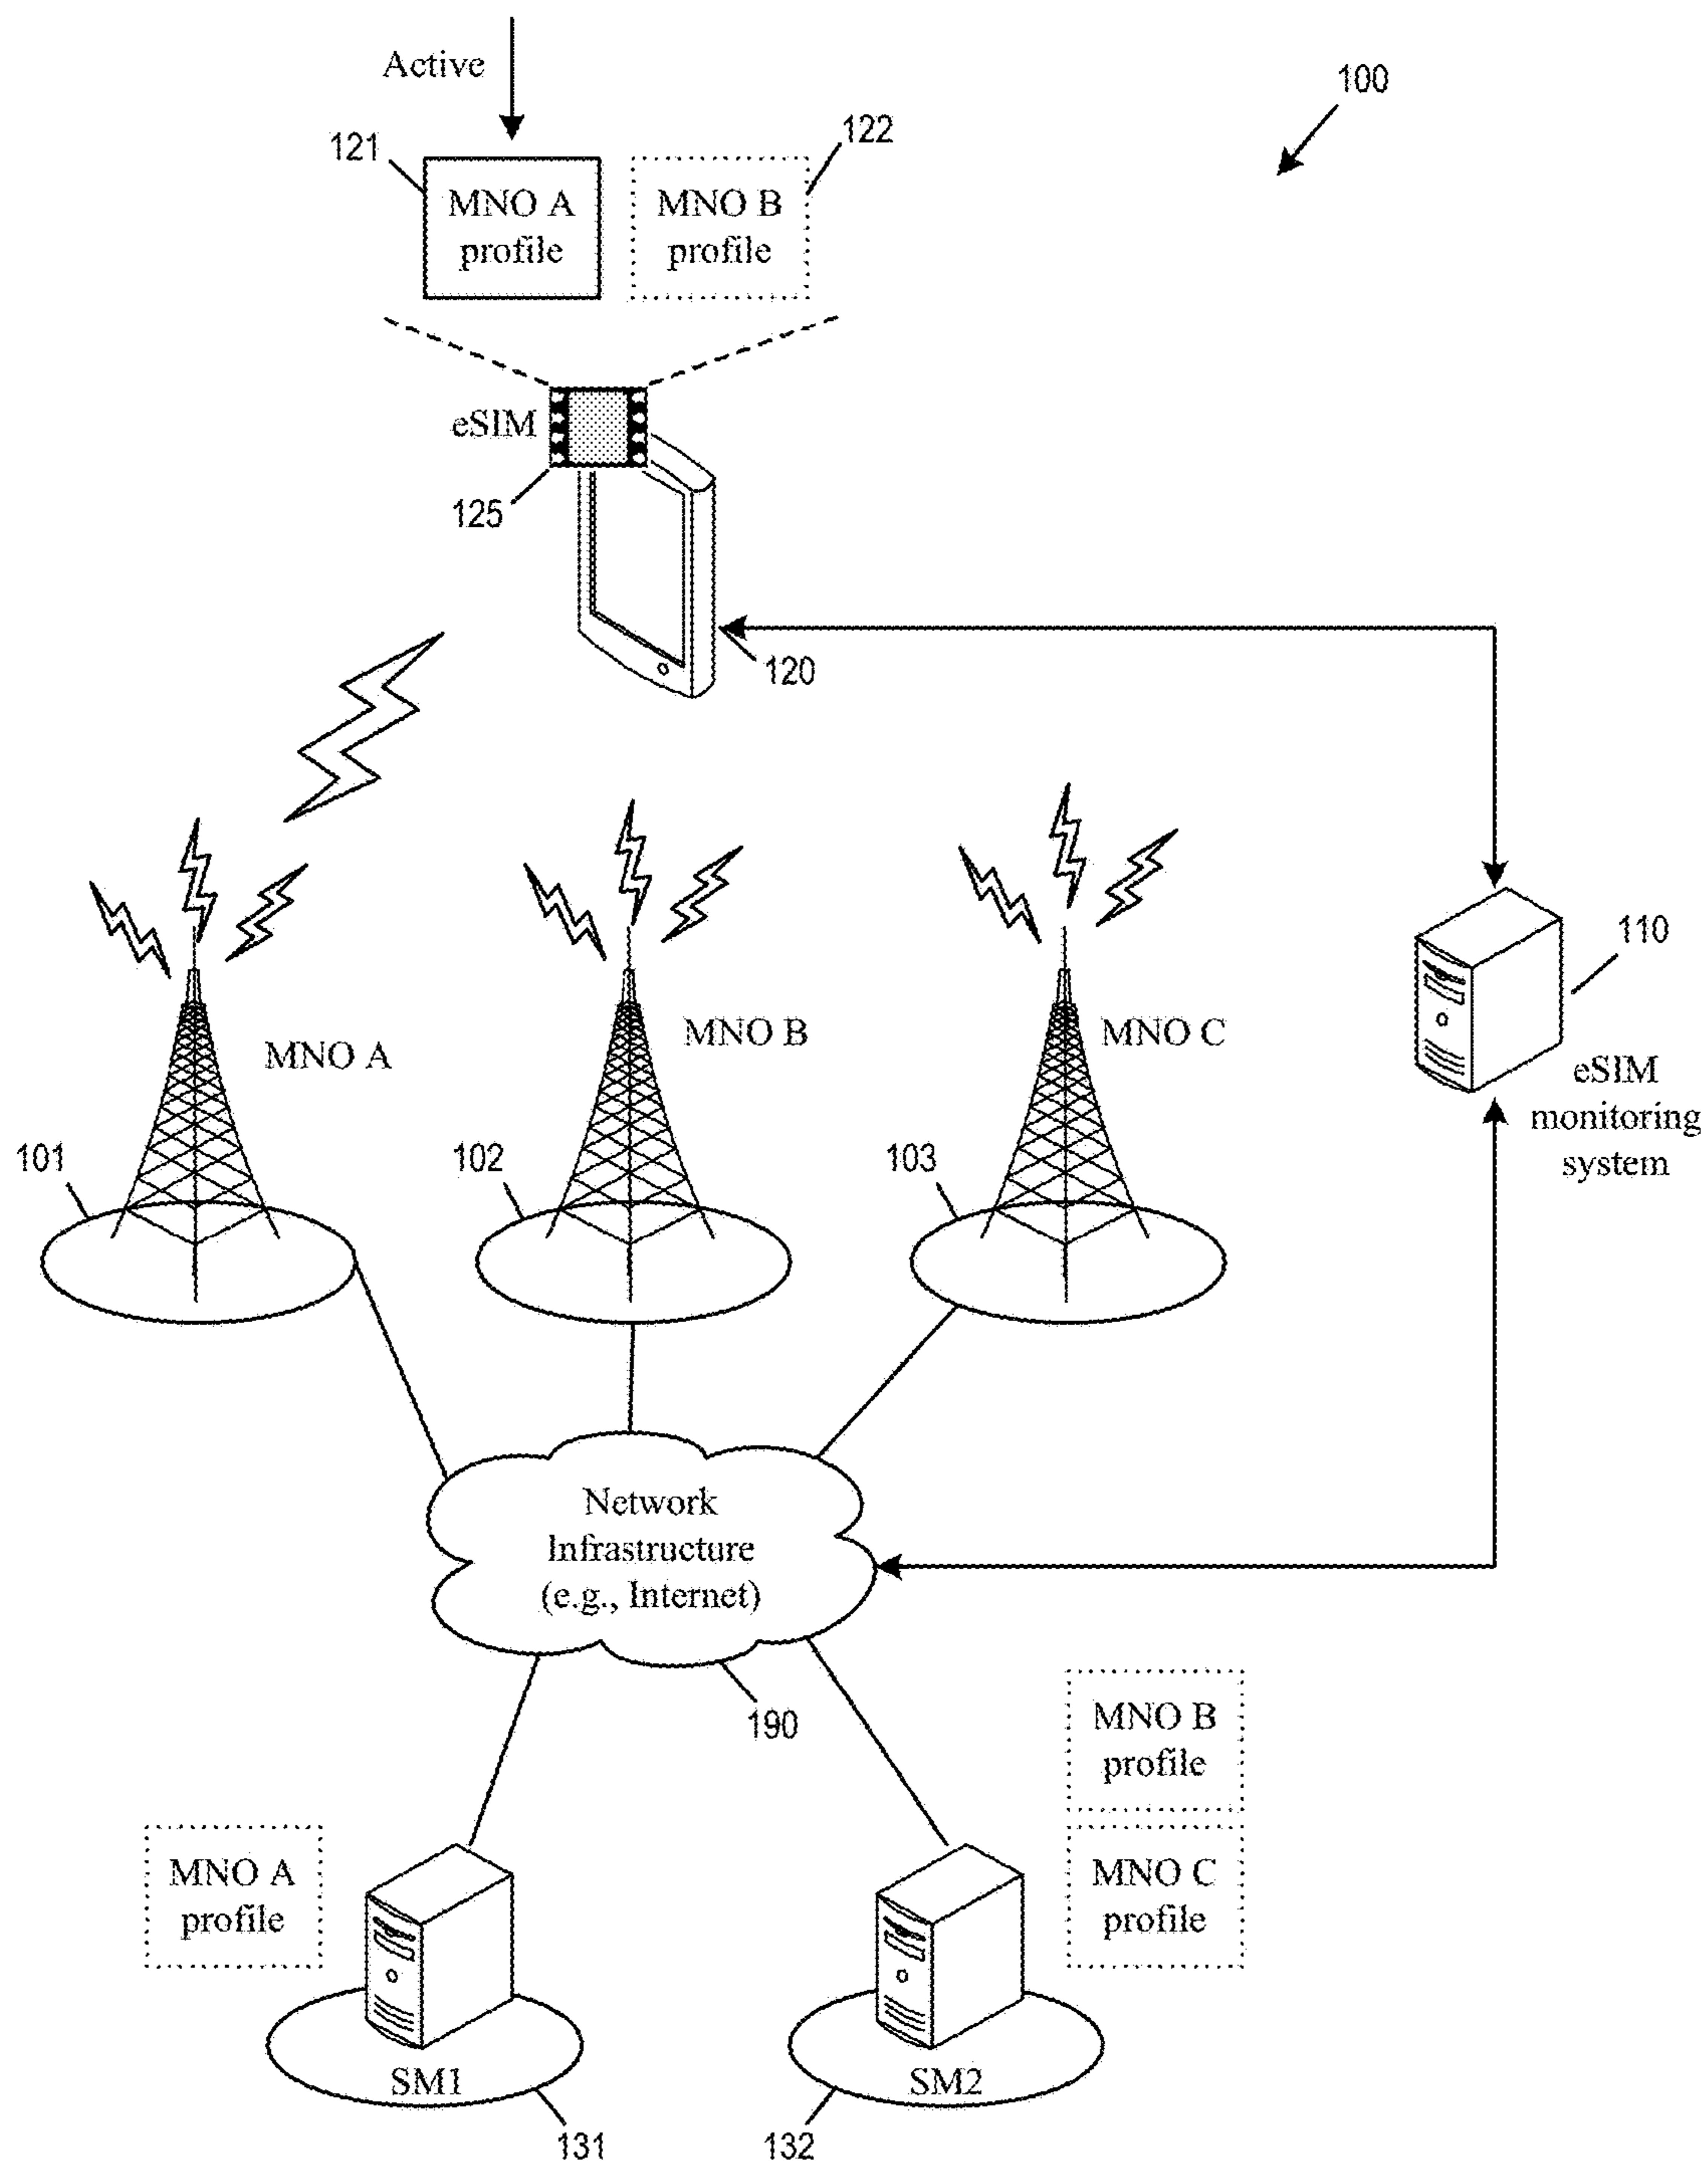 Active
100
121
122
MNO A
profile
MNO B
profile
eSIM
125
120
110
MNO A
MNO B
MNO C
eSIM
monitoring
system
101
102
103
Network
Infrastructure
(e.g., Internet)
190
MNO B
profile
MNO A
profile
MNO C
profile
SM1
SM2
131
132